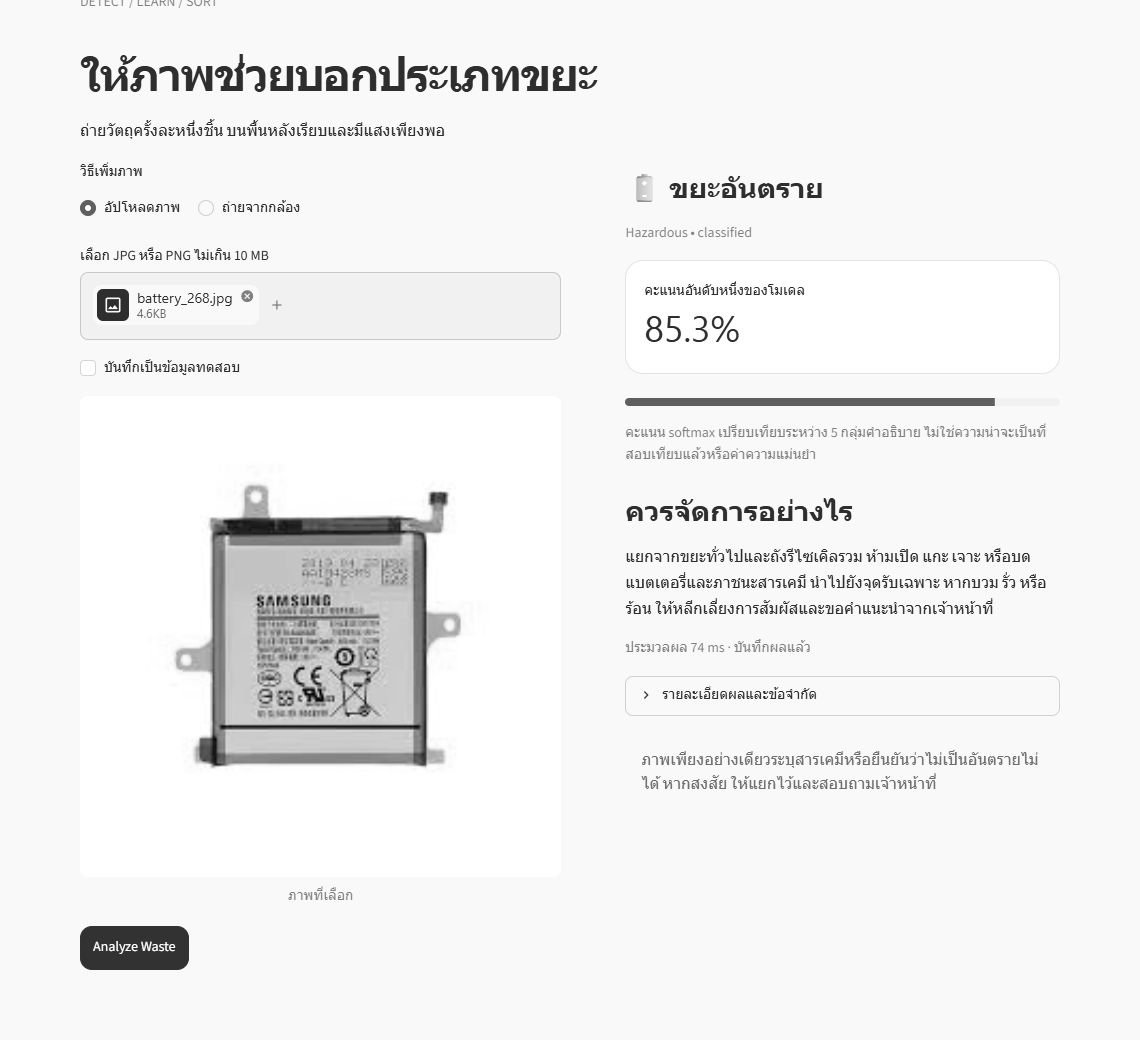 DETECT / LEARN / SORT
ให้ภาพช่วยบอกประเภทขยะ
ถ่ายวัตถุครั้งละหนึ่งชิ้น บนพื้นหลังเรียบและมีแสงเพียงพอ
วิธีเพิ่มภาพ
อัปโหลดภาพ ถ่ายจากกล้อง
เลือก JPG หรือ PNG ไม่เกิน 10 MB
battery_268.jpg
4.6KB
บันทึกเป็นข้อมูลทดสอบ
SAMSUNG
ภาพที่เลือก
Analyze Waste
ขยะอันตราย
Hazardous • classified
คะแนนอันดับหนึ่งของโมเดล
85.3%
คะแนน softmax เปรียบเทียบระหว่าง 5 กลุ่มคำอธิบาย ไม่ใช่ความน่าจะเป็นที่
สอบเทียบแล้วหรือค่าความแม่นยำ
ควรจัดการอย่างไร
แยกจากขยะทั่วไปและถังรีไซเคิลรวม ห้ามเปิด แกะ เจาะ หรือบด
แบตเตอรี่และภาชนะสารเคมี นำไปยังจุดรับเฉพาะ หากบวม รั่ว หรือ
ร้อน ให้หลีกเลี่ยงการสัมผัสและขอคำแนะนำจากเจ้าหน้าที่
ประมวลผล 74 ms · บันทึกผลแล้ว
รายละเอียดผลและข้อจำกัด
ภาพเพียงอย่างเดียวระบุสารเคมีหรือยืนยันว่าไม่เป็นอันตรายไม่
ได้ หากสงสัย ให้แยกไว้และสอบถามเจ้าหน้าที่